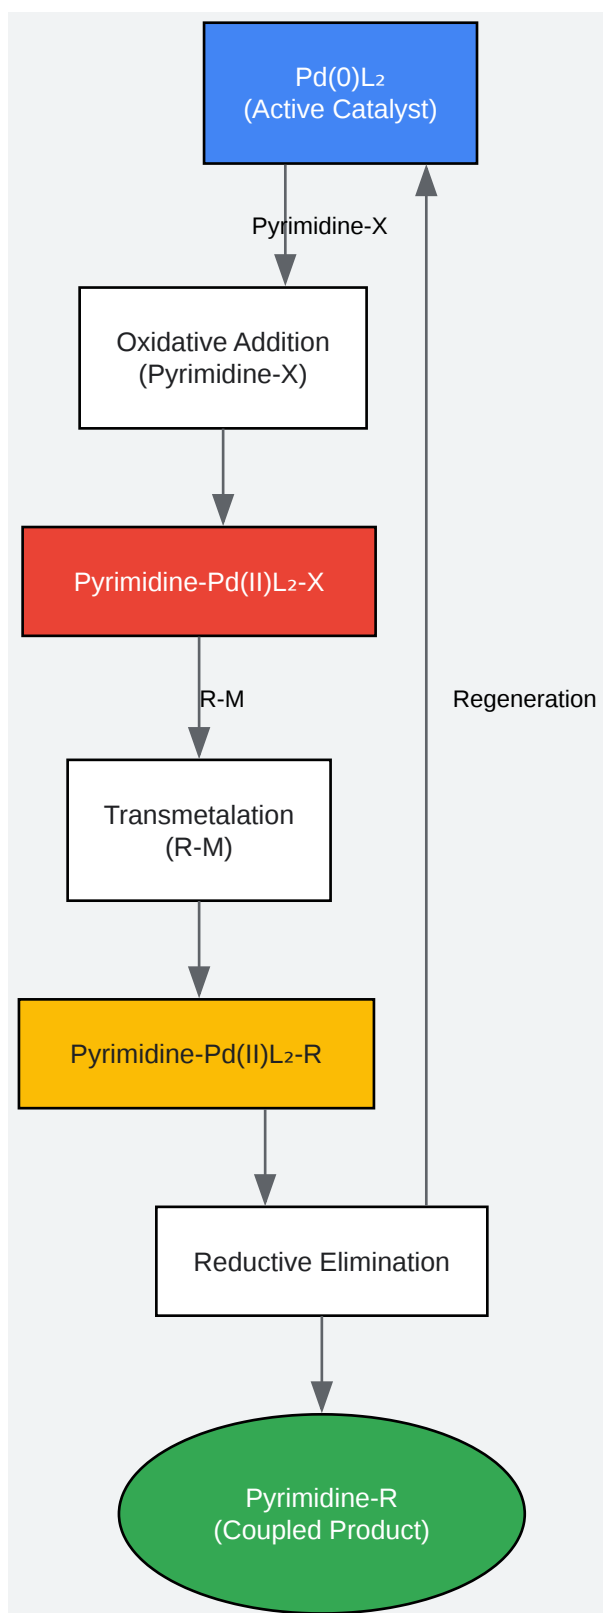 Pd(0)L₂
(Active Catalyst)
Pyrimidine-X
Oxidative Addition
(Pyrimidine-X)
Pyrimidine-Pd(II)L₂-X
R-M
Regeneration
Transmetalation
(R-M)
Pyrimidine-Pd(II)L₂-R
Reductive Elimination
Pyrimidine-R
(Coupled Product)